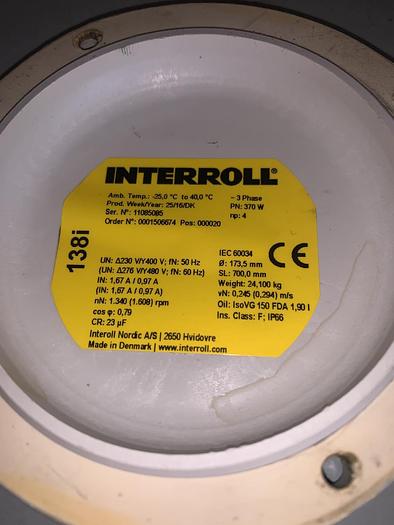 INTERROLL®
Amb. Temp.: -25,0 °C to 40,0 °C ~ 3 Phase
Prod. Week/Year: 25/16/DK PN: 370 W
Ser. N°: 11085085 np: 4
Order N°: 0001506674 Pos: 000020
138i
IEC 60034 CE
UN: Δ230 V/Y400 V; fN: 50 Hz Ø: 173,5 mm
(UN: Δ276 V/Y480 V; fN: 60 Hz) SL: 700,0 mm
IN: 1,67 A / 0,97 A Weight: 24,100 kg
(IN: 1,67 A / 0,97 A) vN: 0,245 (0,294) m/s
nN: 1.340 (1.608) rpm Oil: IsoVG 150 FDA 1,90 l
cos φ: 0,79 Ins. Class: F; IP66
CR: 23 µF
Interoll Nordic A/S | 2650 Hvidovre
Made in Denmark | www.interroll.com